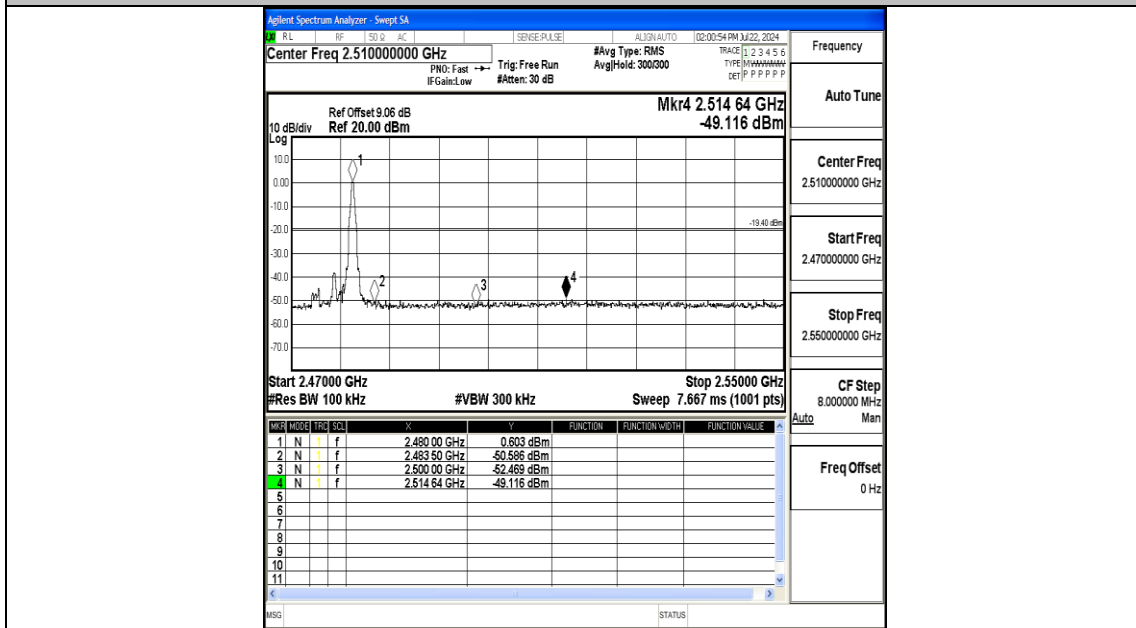 Agilent Spectrum Analyzer - Swept SA
RL RF 50 Ω AC SENSE:PULSE ALIGN AUTO 02:00:54 PM Jul 22, 2024
Center Freq 2.510000000 GHz
PNO: Fast
IFGain:Low
Trig: Free Run
#Atten: 30 dB
#Avg Type: RMS
Avg|Hold: 300/300
TRACE 1 2 3 4 5 6
TYPE M
DET P P P P P P
Mkr4 2.514 64 GHz
-49.116 dBm
Ref Offset 9.06 dB
Ref 20.00 dBm
10 dB/div
Log
10.0
0.00
-10.0
-20.0
-30.0
-40.0
-50.0
-60.0
-70.0
1
2
3
4
-19.40 dBm
Start 2.47000 GHz
Stop 2.55000 GHz
#Res BW 100 kHz
#VBW 300 kHz
Sweep 7.667 ms (1001 pts)
MKR MODE TRC SCL X Y FUNCTION FUNCTION WIDTH FUNCTION VALUE
1 N 1 f 2.480 00 GHz 0.603 dBm
2 N 1 f 2.483 50 GHz -50.586 dBm
3 N 1 f 2.500 00 GHz -52.469 dBm
4 N 1 f 2.514 64 GHz -49.116 dBm
5
6
7
8
9
10
11
MSG
STATUS
Frequency
Auto Tune
Center Freq
2.510000000 GHz
Start Freq
2.470000000 GHz
Stop Freq
2.550000000 GHz
CF Step
8.000000 MHz
Auto Man
Freq Offset
0 Hz